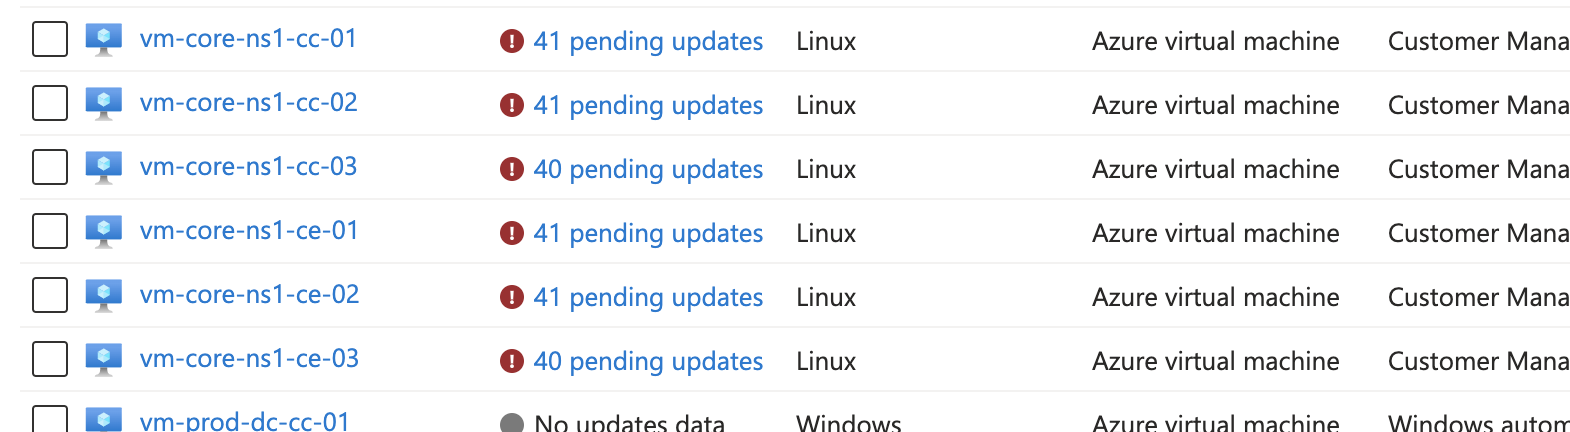 vm-core-ns1-cc-01 41 pending updates Linux Azure virtual machine Customer Mana
vm-core-ns1-cc-02 41 pending updates Linux Azure virtual machine Customer Mana
vm-core-ns1-cc-03 40 pending updates Linux Azure virtual machine Customer Mana
vm-core-ns1-ce-01 41 pending updates Linux Azure virtual machine Customer Mana
vm-core-ns1-ce-02 41 pending updates Linux Azure virtual machine Customer Mana
vm-core-ns1-ce-03 40 pending updates Linux Azure virtual machine Customer Mana
vm-prod-dc-cc-01 No updates data Windows Azure virtual machine Windows autom